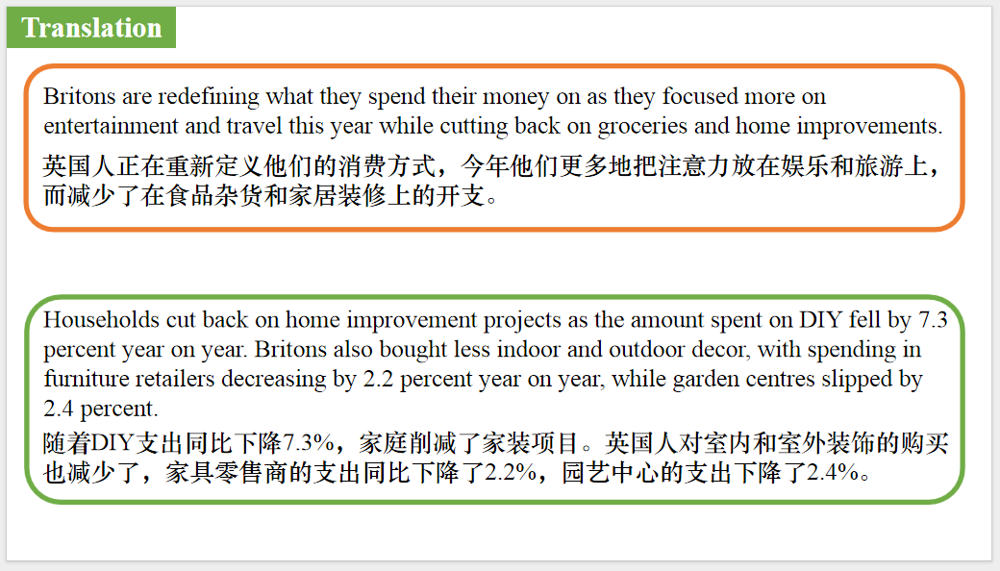 Translation
Britons are redefining what they spend their money on as they focused more on
entertainment and travel this year while cutting back on groceries and home improvements.
英国人正在重新定义他们的消费方式，今年他们更多地把注意力放在娱乐和旅游上，
而减少了在食品杂货和家居装修上的开支。
Households cut back on home improvement projects as the amount spent on DIY fell by 7.3
percent year on year. Britons also bought less indoor and outdoor decor, with spending in
furniture retailers decreasing by 2.2 percent year on year, while garden centres slipped by
2.4 percent.
随着DIY支出同比下降7.3%，家庭削减了家装项目。英国人对室内和室外装饰的购买
也减少了，家具零售商的支出同比下降了2.2%，园艺中心的支出下降了2.4%。